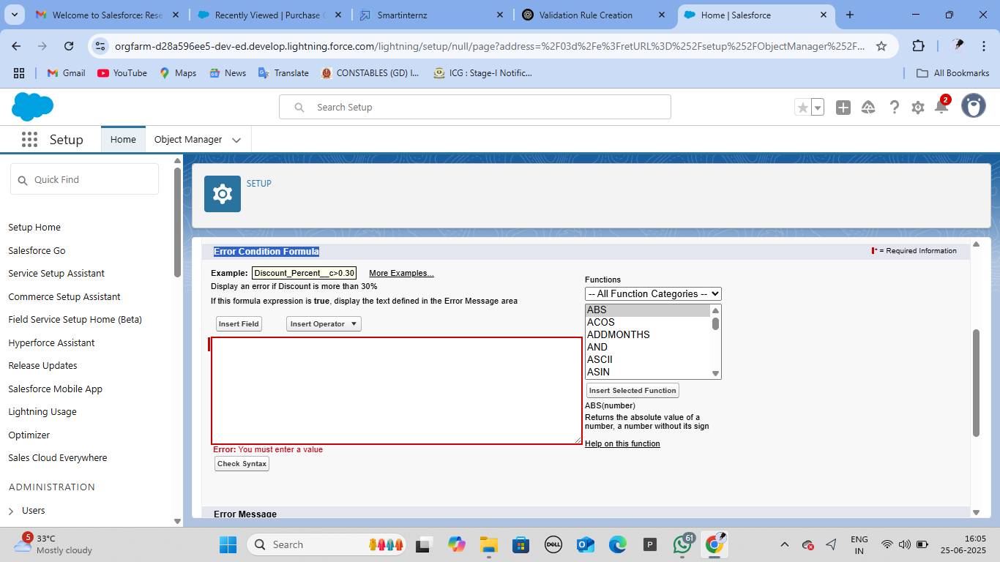 Welcome to Salesforce: Rese
Recently Viewed | Purchase O
Smartinternz
Validation Rule Creation
Home | Salesforce
orgfarm-d28a596ee5-dev-ed.develop.lightning.force.com/lightning/setup/null/page?address=%2F03d%2Fe%3FretURL%3D%252Fsetup%252FObjectManager%252F...
Gmail
YouTube
Maps
News
Translate
CONSTABLES (GD) I...
ICG : Stage-I Notific...
All Bookmarks
Search Setup
2
Setup
Home
Object Manager
Quick Find
SETUP
Setup Home
Salesforce Go
Service Setup Assistant
Commerce Setup Assistant
Field Service Setup Home (Beta)
Hyperforce Assistant
Release Updates
Salesforce Mobile App
Lightning Usage
Optimizer
Sales Cloud Everywhere
ADMINISTRATION
Users
Error Condition Formula
* = Required Information
Example: Discount_Percent__c>0.30 More Examples...
Display an error if Discount is more than 30%
If this formula expression is true, display the text defined in the Error Message area
Insert Field
Insert Operator
Functions
-- All Function Categories --
ABS
ACOS
ADDMONTHS
AND
ASCII
ASIN
Insert Selected Function
ABS(number)
Returns the absolute value of a
number, a number without its sign
Help on this function
Error: You must enter a value
Check Syntax
Error Message
5
33°C
Mostly cloudy
Search
DELL
P
61
ENG
IN
16:05
25-06-2025